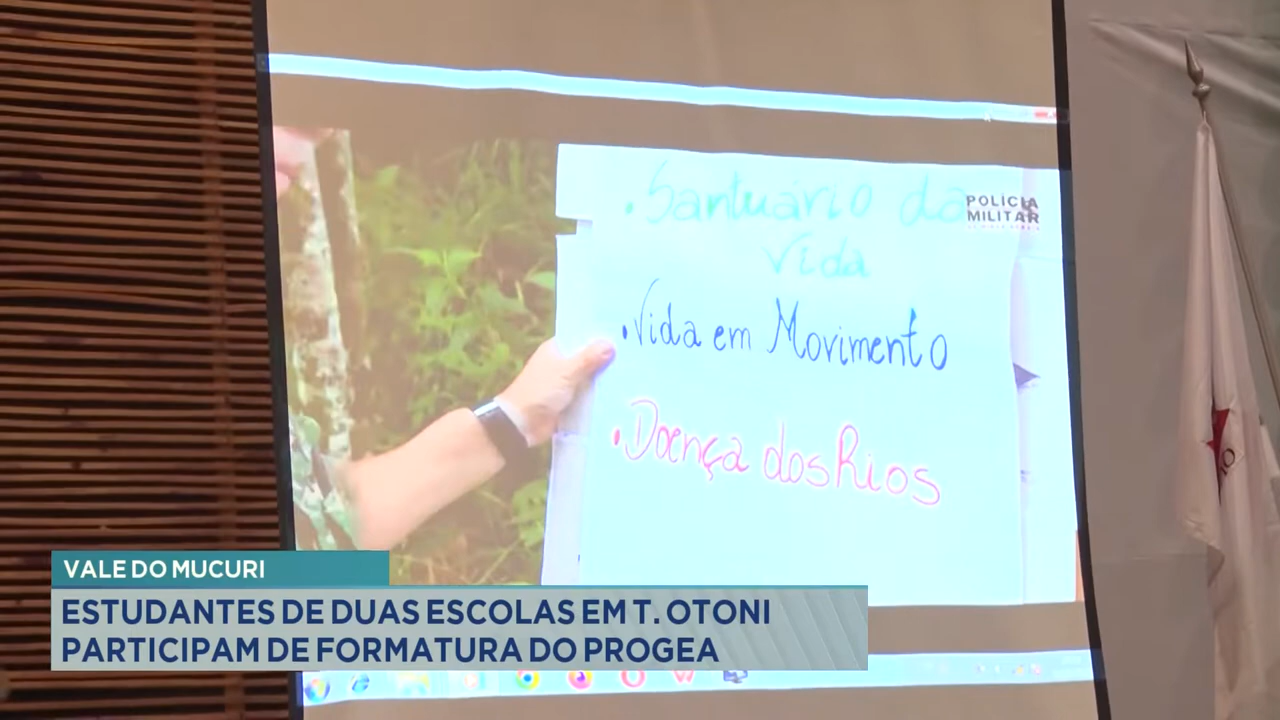 • Santuário da
Vida
• Vida em Movimento
• Doença dos Rios
POLÍCIA
MILITAR
VALE DO MUCURI
ESTUDANTES DE DUAS ESCOLAS EM T. OTONI
PARTICIPAM DE FORMATURA DO PROGEA